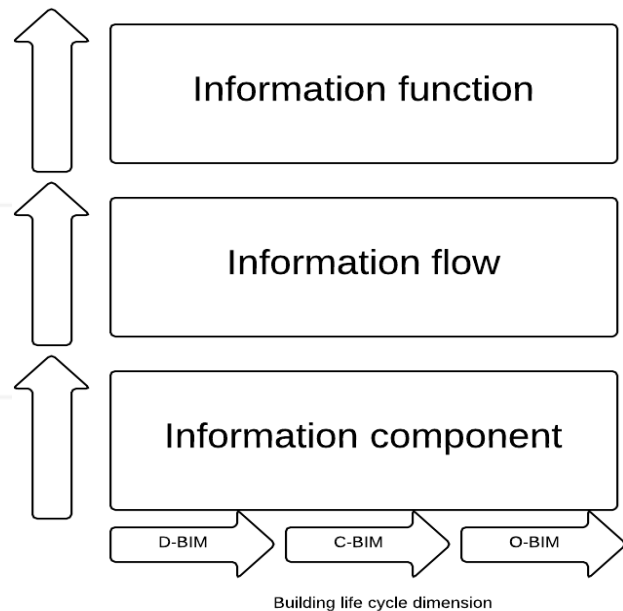 Information function
Information flow
Information component
D-BIM
C-BIM
O-BIM
Building life cycle dimension